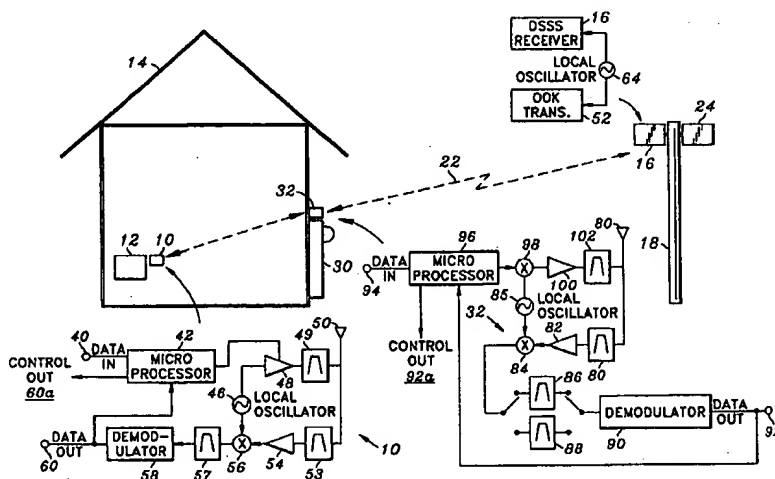 14
DSSS
RECEIVER
16
LOCAL
OSCILLATOR
64
OOK
TRANS.
52
24
16
22
32
12
10
30
18
96
DATA
IN
94
MICRO
PROCESSOR
98
100
102
80
85
LOCAL
OSCILLATOR
32
CONTROL
OUT
92a
84
82
80
86
88
DEMODULATOR
90
DATA
OUT
40
DATA
IN
42
MICRO
PROCESSOR
CONTROL
OUT
60a
46
48
49
50
LOCAL
OSCILLATOR
DATA
OUT
60
DEMOD-
ULATOR
58
57
56
54
53
10